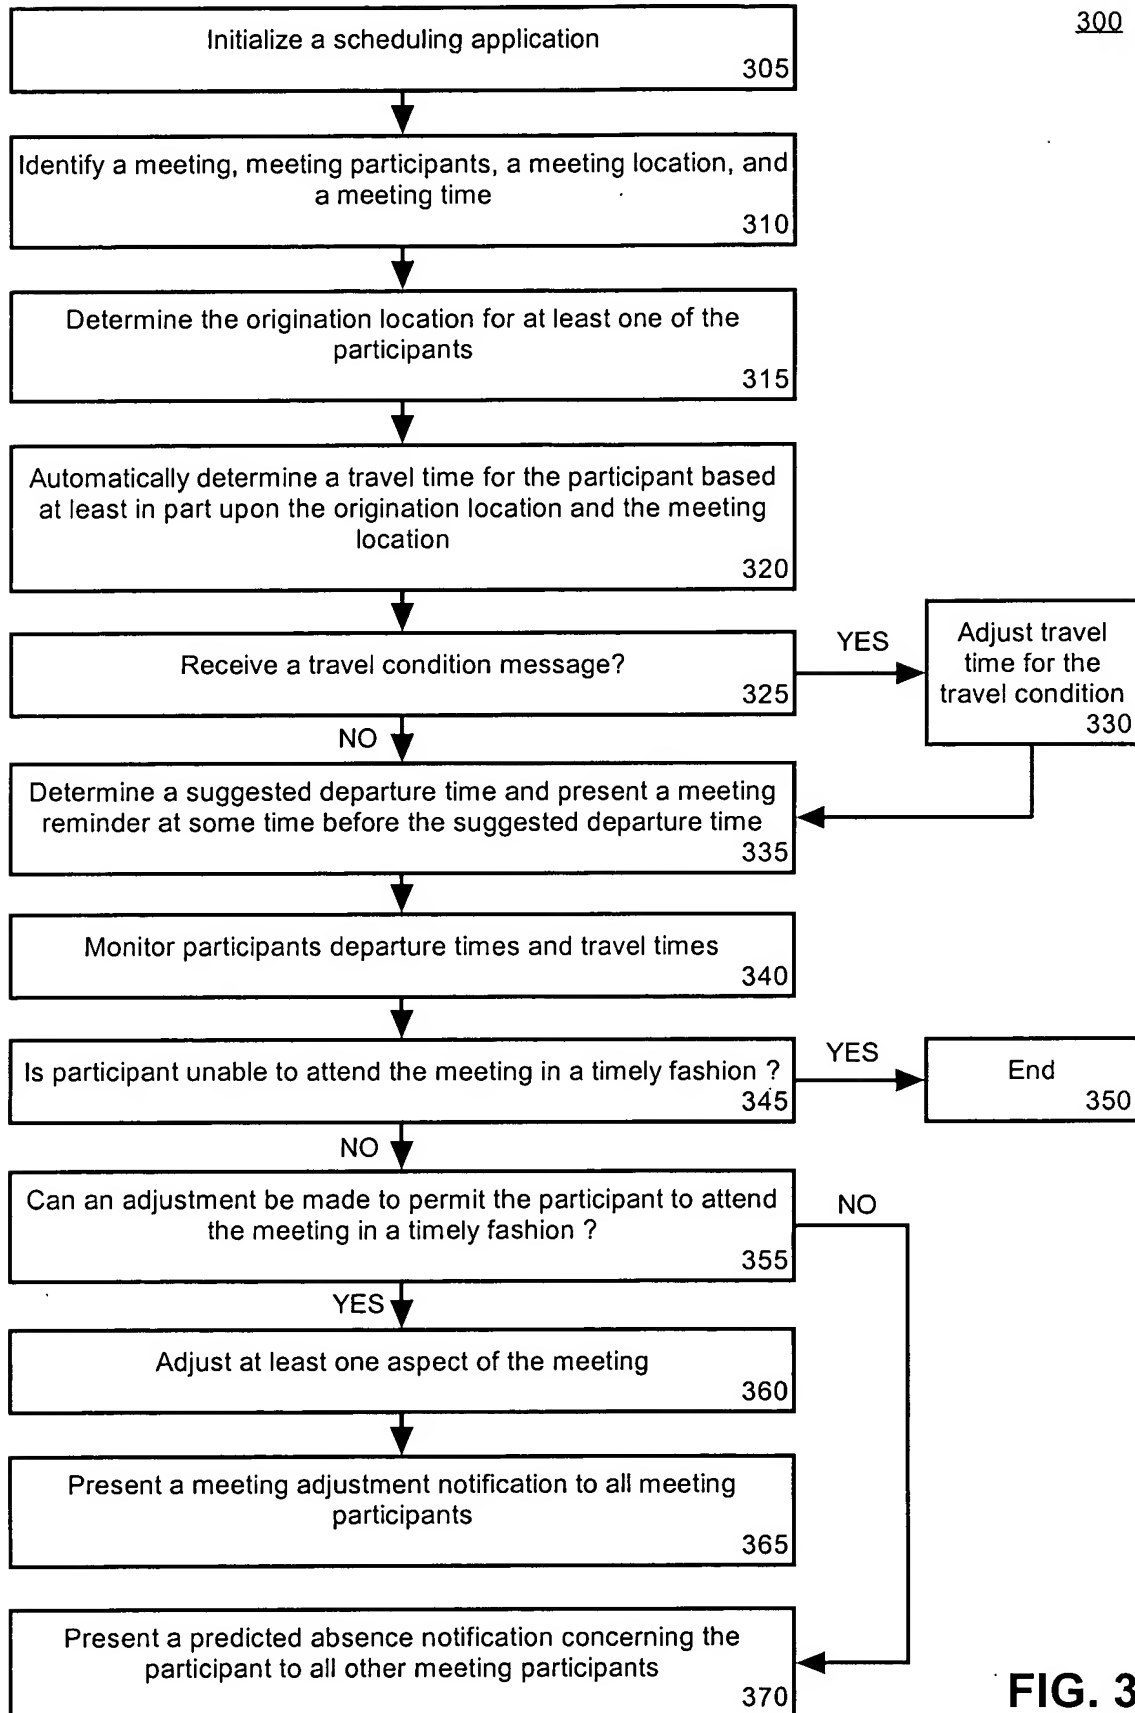 300
Initialize a scheduling application
305
Identify a meeting, meeting participants, a meeting location, and
a meeting time
310
Determine the origination location for at least one of the
participants
315
Automatically determine a travel time for the participant based
at least in part upon the origination location and the meeting
location
320
Receive a travel condition message?
325
YES
Adjust travel
time for the
travel condition
330
NO
Determine a suggested departure time and present a meeting
reminder at some time before the suggested departure time
335
Monitor participants departure times and travel times
340
Is participant unable to attend the meeting in a timely fashion ?
345
YES
End
350
NO
Can an adjustment be made to permit the participant to attend
the meeting in a timely fashion ?
355
NO
YES
Adjust at least one aspect of the meeting
360
Present a meeting adjustment notification to all meeting
participants
365
Present a predicted absence notification concerning the
participant to all other meeting participants
370
FIG. 3